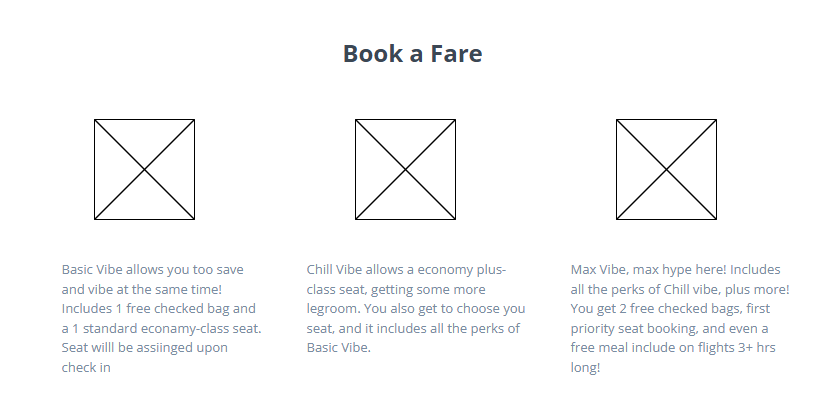 Book a Fare
Basic Vibe allows you too save
and vibe at the same time!
Includes 1 free checked bag and
a 1 standard econamy-class seat.
Seat willl be assiinged upon
check in
Chill Vibe allows a economy plus-
class seat, getting some more
legroom. You also get to choose you
seat, and it includes all the perks of
Basic Vibe.
Max Vibe, max hype here! Includes
all the perks of Chill vibe, plus more!
You get 2 free checked bags, first
priority seat booking, and even a
free meal include on flights 3+ hrs
long!